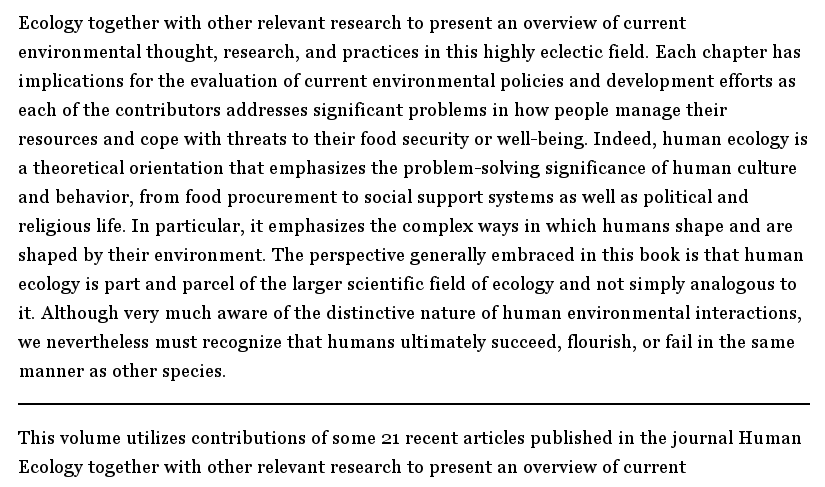 Ecology together with other relevant research to present an overview of current
environmental thought, research, and practices in this highly eclectic field. Each chapter has
implications for the evaluation of current environmental policies and development efforts as
each of the contributors addresses significant problems in how people manage their
resources and cope with threats to their food security or well-being. Indeed, human ecology is
a theoretical orientation that emphasizes the problem-solving significance of human culture
and behavior, from food procurement to social support systems as well as political and
religious life. In particular, it emphasizes the complex ways in which humans shape and are
shaped by their environment. The perspective generally embraced in this book is that human
ecology is part and parcel of the larger scientific field of ecology and not simply analogous to
it. Although very much aware of the distinctive nature of human environmental interactions,
we nevertheless must recognize that humans ultimately succeed, flourish, or fail in the same
manner as other species.
This volume utilizes contributions of some 21 recent articles published in the journal Human
Ecology together with other relevant research to present an overview of current